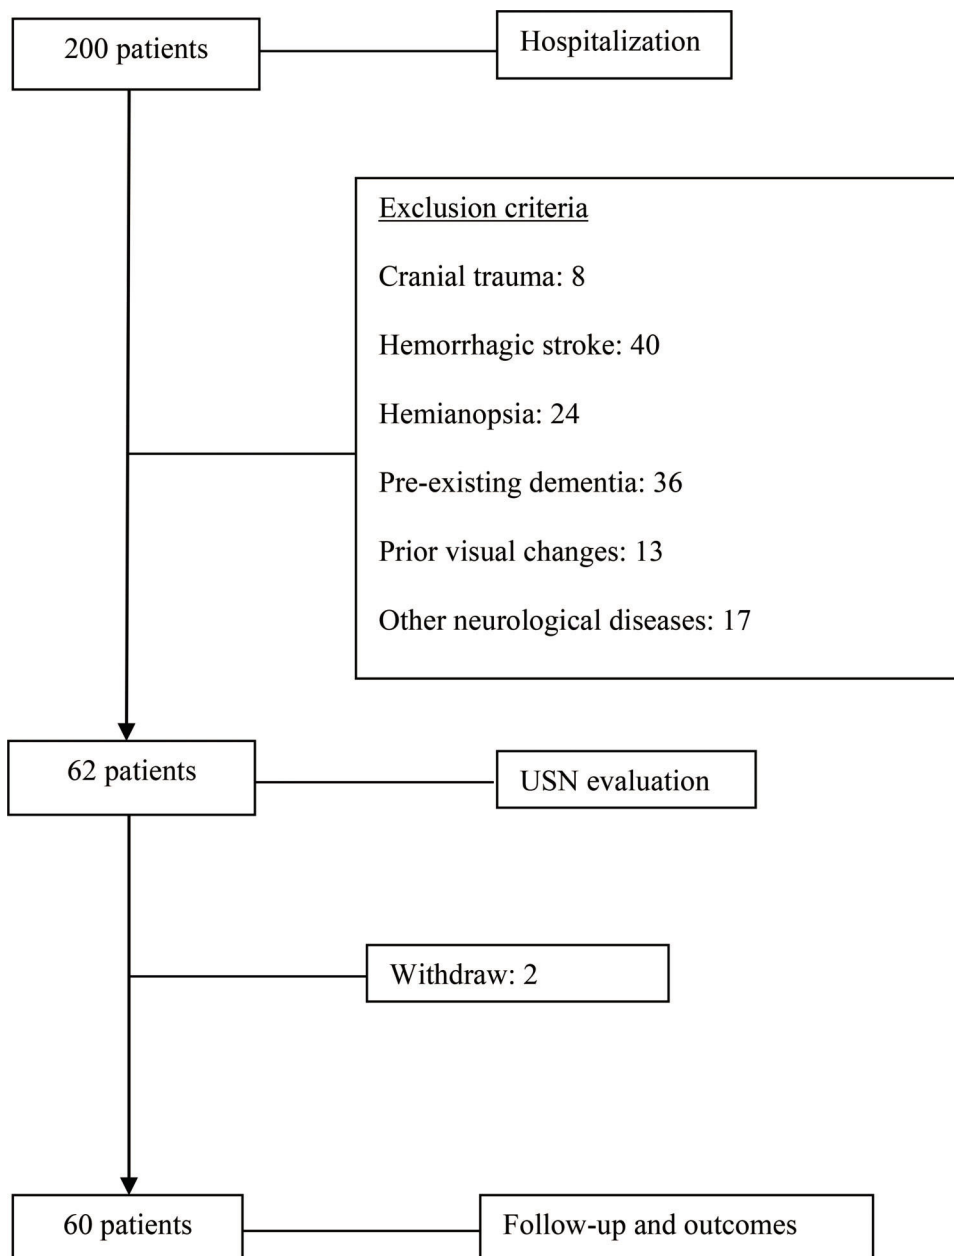 200 patients
Hospitalization
Exclusion criteria
Cranial trauma: 8
Hemorrhagic stroke: 40
Hemianopsia: 24
Pre-existing dementia: 36
Prior visual changes: 13
Other neurological diseases: 17
62 patients
USN evaluation
Withdraw: 2
60 patients
Follow-up and outcomes